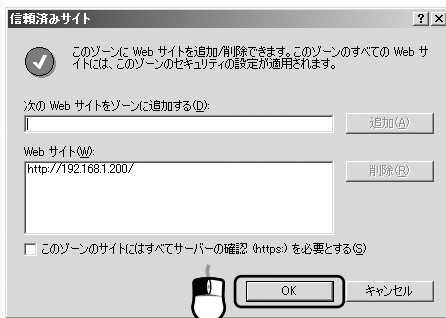 信頼済みサイト
このゾーンに Web サイトを追加/削除できます。このゾーンのすべての Web サ
イトには、このゾーンのセキュリティの設定が適用されます。
次の Web サイトをゾーンに追加する(D):
追加(A)
Web サイト(W):
http://192.168.1.200/
削除(R)
このゾーンのサイトにはすべてサーバーの確認 (https:) を必要とする(S)
OK
キャンセル